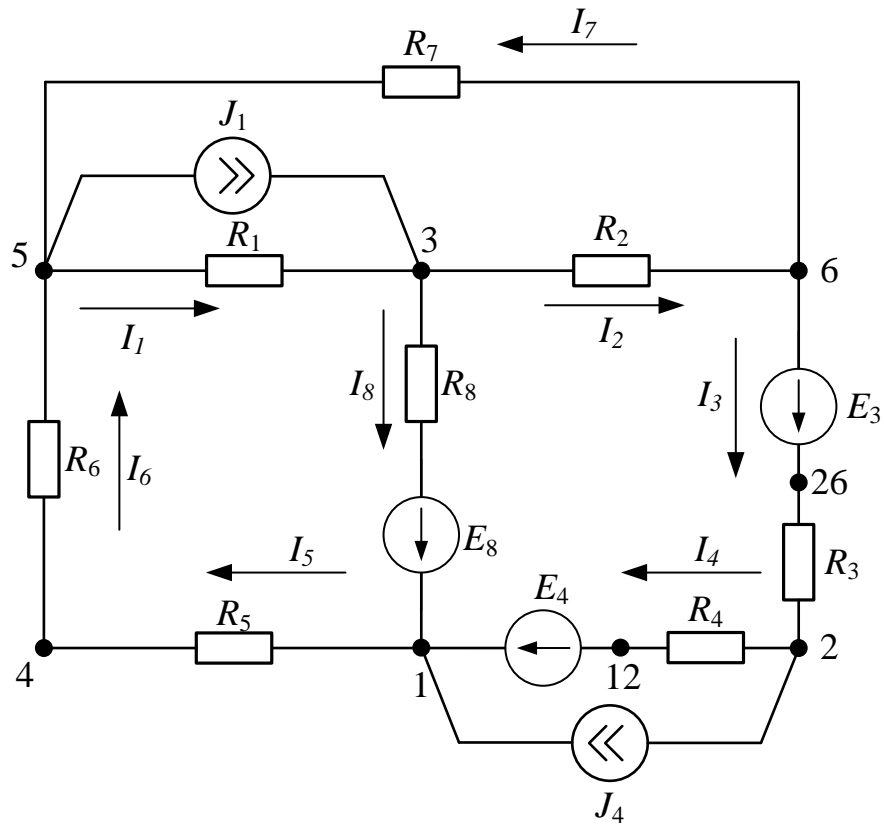 I₇
R₇
J₁
5
R₁
3
R₂
6
I₁
I₂
I₈
R₈
I₃
E₃
R₆
I₆
26
E₈
I₅
I₄
R₃
R₅
E₄
R₄
4
1
12
2
J₄